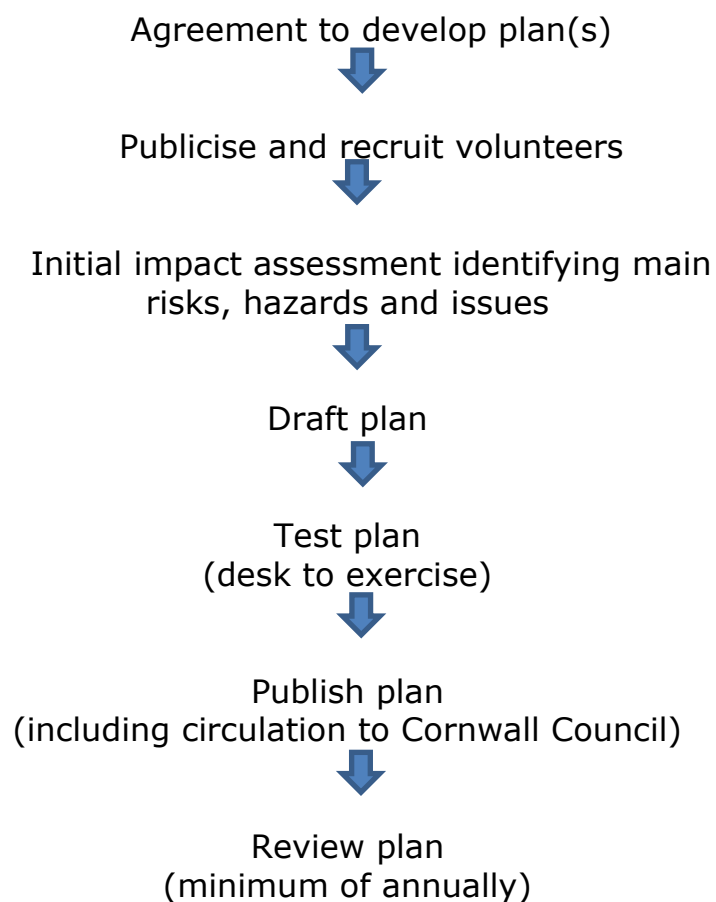 Agreement to develop plan(s)
Publicise and recruit volunteers
Initial impact assessment identifying main
risks, hazards and issues
Draft plan
Test plan
(desk to exercise)
Publish plan
(including circulation to Cornwall Council)
Review plan
(minimum of annually)